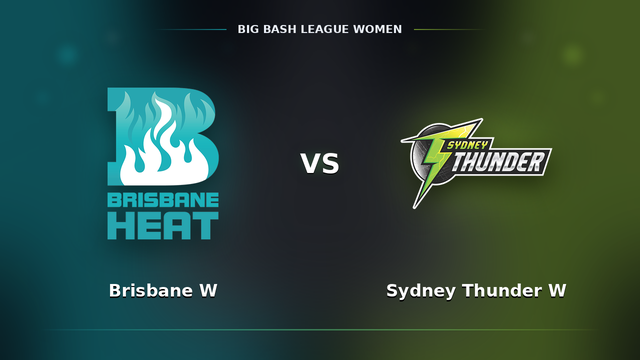 BIG BASH LEAGUE WOMEN
BRISBANE
HEAT
VS
SYDNEY
THUNDER
Brisbane W
Sydney Thunder W